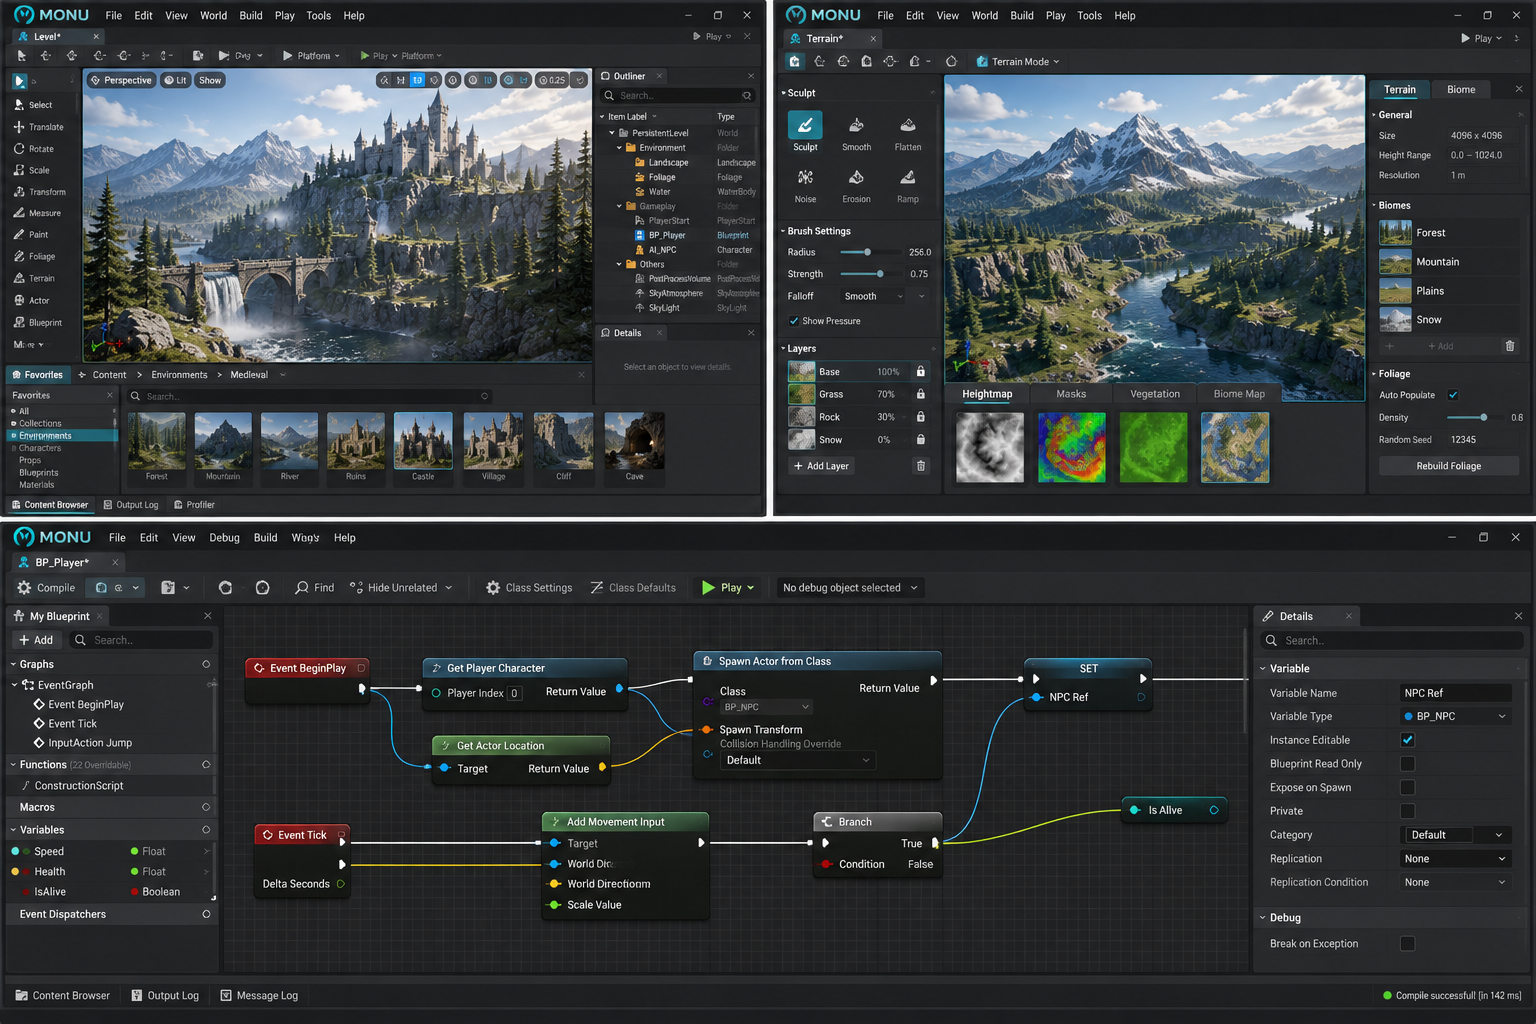 MONU File Edit View World Build Play Tools Help
Level*
Play
Platform
Play Platform
Perspective Lit Show
0.25
Select
Translate
Rotate
Scale
Transform
Measure
Paint
Foliage
Terrain
Actor
Blueprint
Outliner
Search..
Item Label Type
PersistentLevel World
Environment Folder
Landscape Landscape
Foliage Foliage
Water WaterBody
Gameplay Folder
PlayerStart PlayerStart
BP_Player Blueprint
AI_NPC Character
Others Folder
SkyAtmosphere
SkyLight SkyLight
Details
Select an object to view details
Favorites Content > Environments > Medieval
Favorites
Search...
All
Collections
Environments
Characters
Props
Blueprints
Materials
Forest Mountain River Ruins Castle Village Cliff Cave
Content Browser Output Log Profiler
MONU File Edit View World Build Play Tools Help
Terrain*
Play
Terrain Mode
Sculpt
Sculpt Smooth Flatten
Noise Erosion Ramp
Brush Settings
Radius 256.0
Strength 0.75
Falloff Smooth
Show Pressure
Layers
Base 100%
Grass 70%
Rock 30%
Snow 0%
+ Add Layer
Heightmap Masks Vegetation Biome Map
Terrain Biome
General
Size 4096 x 4096
Height Range 0.0 – 1024.0
Resolution 1 m
Biomes
Forest
Mountain
Plains
Snow
+ Add
Foliage
Auto Populate
Density 0.8
Random Seed 12345
Rebuild Foliage
MONU File Edit View Debug Build Help
BP_Player*
Compile
Find Hide Unrelated Class Settings Class Defaults Play No debug object selected
My Blueprint
+ Add Search..
Graphs
EventGraph
Event BeginPlay
Event Tick
InputAction Jump
Functions (22 Overridable)
ConstructionScript
Macros
Variables
Speed Float
Health Float
IsAlive Boolean
Event Dispatchers
Event BeginPlay
Get Player Character
Player Index 0 Return Value
Get Actor Location
Target Return Value
Spawn Actor from Class
Return Value
Class
BP_NPC
Spawn Transform
Collision Handling Override
Default
SET
NPC Ref
Is Alive
Event Tick
Delta Seconds
Add Movement Input
Target
World
World Directionm
Scale Value
Branch
True
Condition False
Details
Search..
Variable
Variable Name NPC Ref
Variable Type BP_NPC
Instance Editable
Blueprint Read Only
Expose on Spawn
Private
Category Default
Replication None
Replication Condition None
Debug
Break on Exception
Content Browser Output Log Message Log
Compile successful! [in 142 ms]